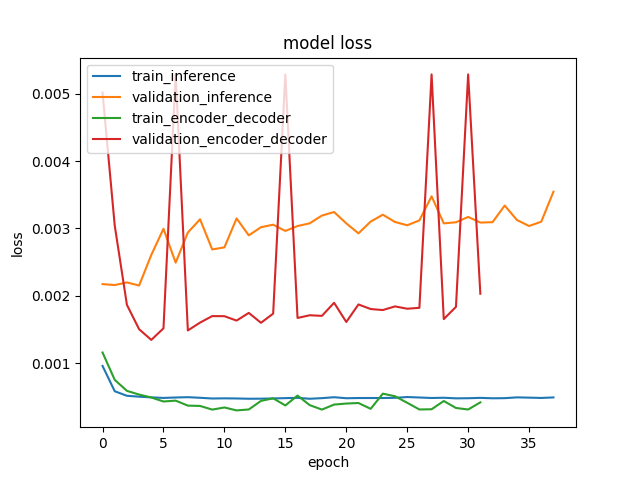 model loss
train_inference
validation_inference
train_encoder_decoder
validation_encoder_decoder
0.005
0.004
0.003
0.002
0.001
loss
0 5 10 15 20 25 30 35
epoch